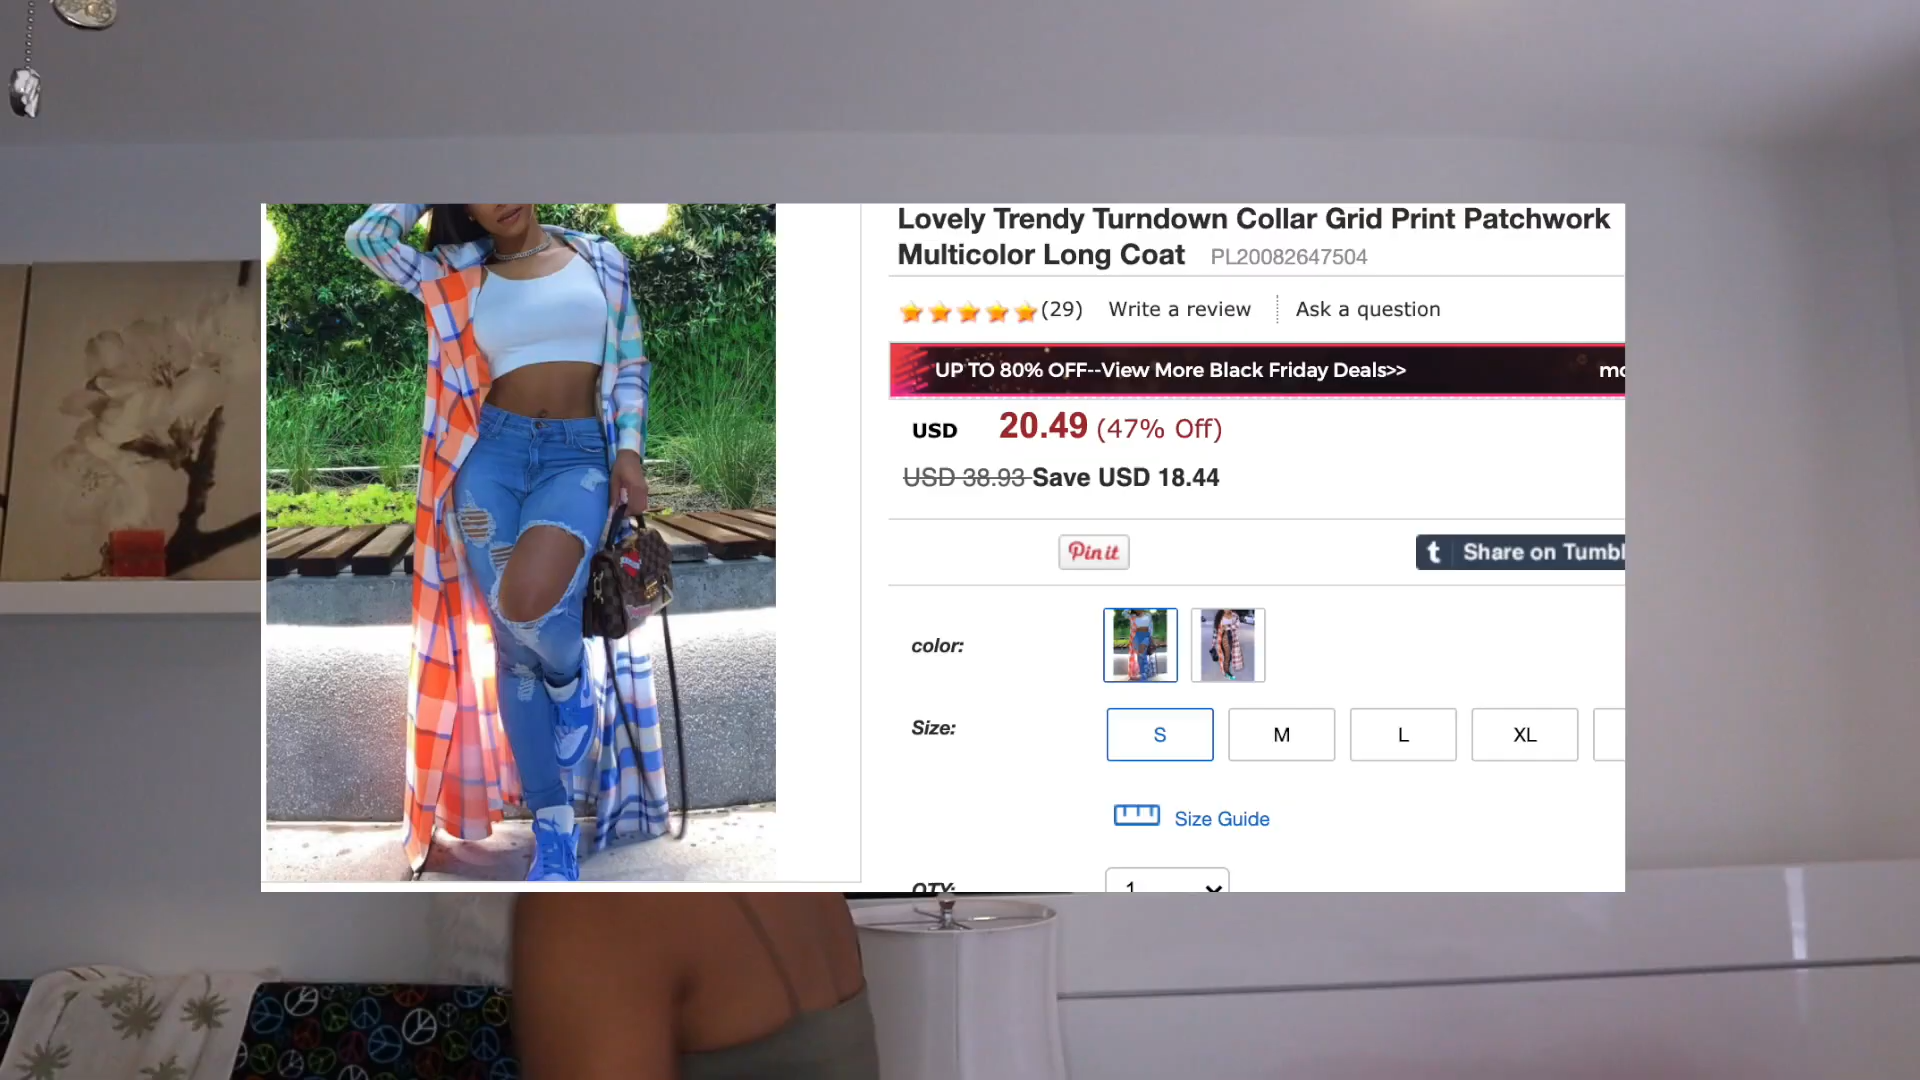 Lovely Trendy Turndown Collar Grid Print Patchwork
Multicolor Long Coat PL20082647504
(29) Write a review Ask a question
UP TO 80% OFF--View More Black Friday Deals>>
USD 20.49 (47% Off)
USD 38.93 Save USD 18.44
Pin it
t Share on Tumbl
color:
Size: S M L XL
Size Guide
QTY: 1